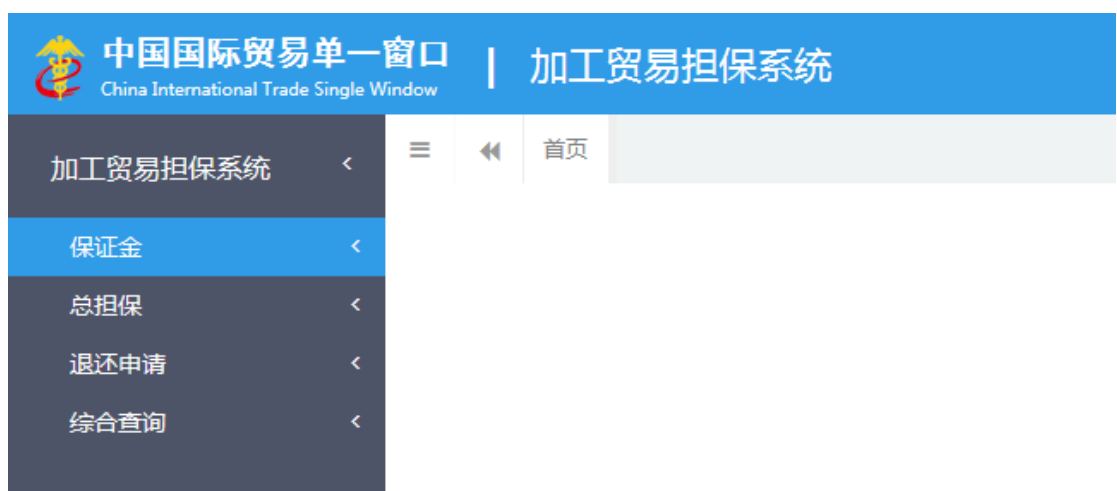 中国国际贸易单一窗口 | 加工贸易担保系统
China International Trade Single Window
加工贸易担保系统
首页
保证金
总担保
退还申请
综合查询